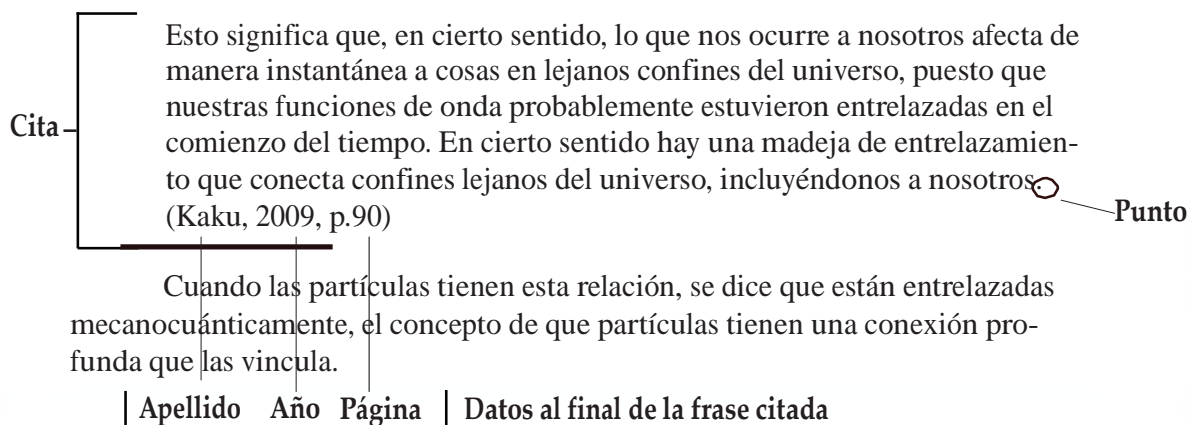 Esto significa que, en cierto sentido, lo que nos ocurre a nosotros afecta de
manera instantánea a cosas en lejanos confines del universo, puesto que
nuestras funciones de onda probablemente estuvieron entrelazadas en el
Cita
comienzo del tiempo. En cierto sentido hay una madeja de entrelazamien-
to que conecta confines lejanos del universo, incluyéndonos a nosotros.
(Kaku, 2009, p.90)
Punto
Cuando las partículas tienen esta relación, se dice que están entrelazadas
mecanocuánticamente, el concepto de que partículas tienen una conexión pro-
funda que las vincula.
Apellido Año Página Datos al final de la frase citada